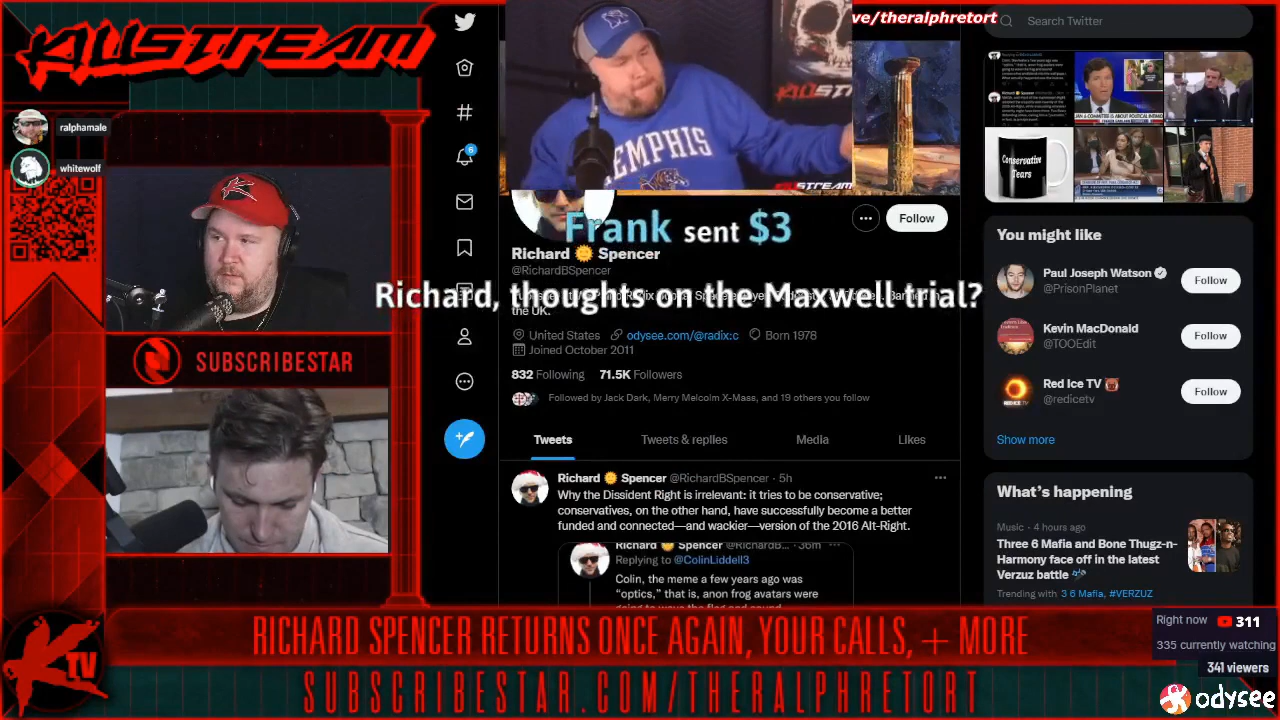 KILLSTREAM
ve/theralphretort
Search Twitter
ralphamale
whitewolf
MEMPHIS
Conservative
Tears
Frank sent $3
Richard, thoughts on the Maxwell trial?
Follow
Richard Spencer
@RichardBSpencer
the UK.
United States odysee.com/@radix:c Born 1978
Joined October 2011
832 Following 71.5K Followers
Followed by Jack Dark, Merry Melcolm X-Mass, and 19 others you follow
Tweets Tweets & replies Media Likes
Richard Spencer @RichardBSpencer · 5h
Why the Dissident Right is irrelevant: it tries to be conservative;
conservatives, on the other hand, have successfully become a better
funded and connected—and wackier—version of the 2016 Alt-Right.
Richard Spencer @RichardB... · 36m
Replying to @ColinLiddell3
Colin, the meme a few years ago was
"optics," that is, anon frog avatars were
You might like
Paul Joseph Watson
@PrisonPlanet
Follow
Kevin MacDonald
@TOOEdit
Follow
Red Ice TV
@redicetv
Follow
Show more
What's happening
Music · 4 hours ago
Three 6 Mafia and Bone Thugz-n-
Harmony face off in the latest
Verzuz battle
Trending with 3 6 Mafia, #VERZUZ
6
SUBSCRIBESTAR
RICHARD SPENCER RETURNS ONCE AGAIN, YOUR CALLS, + MORE
SUBSCRIBESTAR.COM/THERALPHRETORT
K TV
Right now 311
335 currently watching
341 viewers
odysee